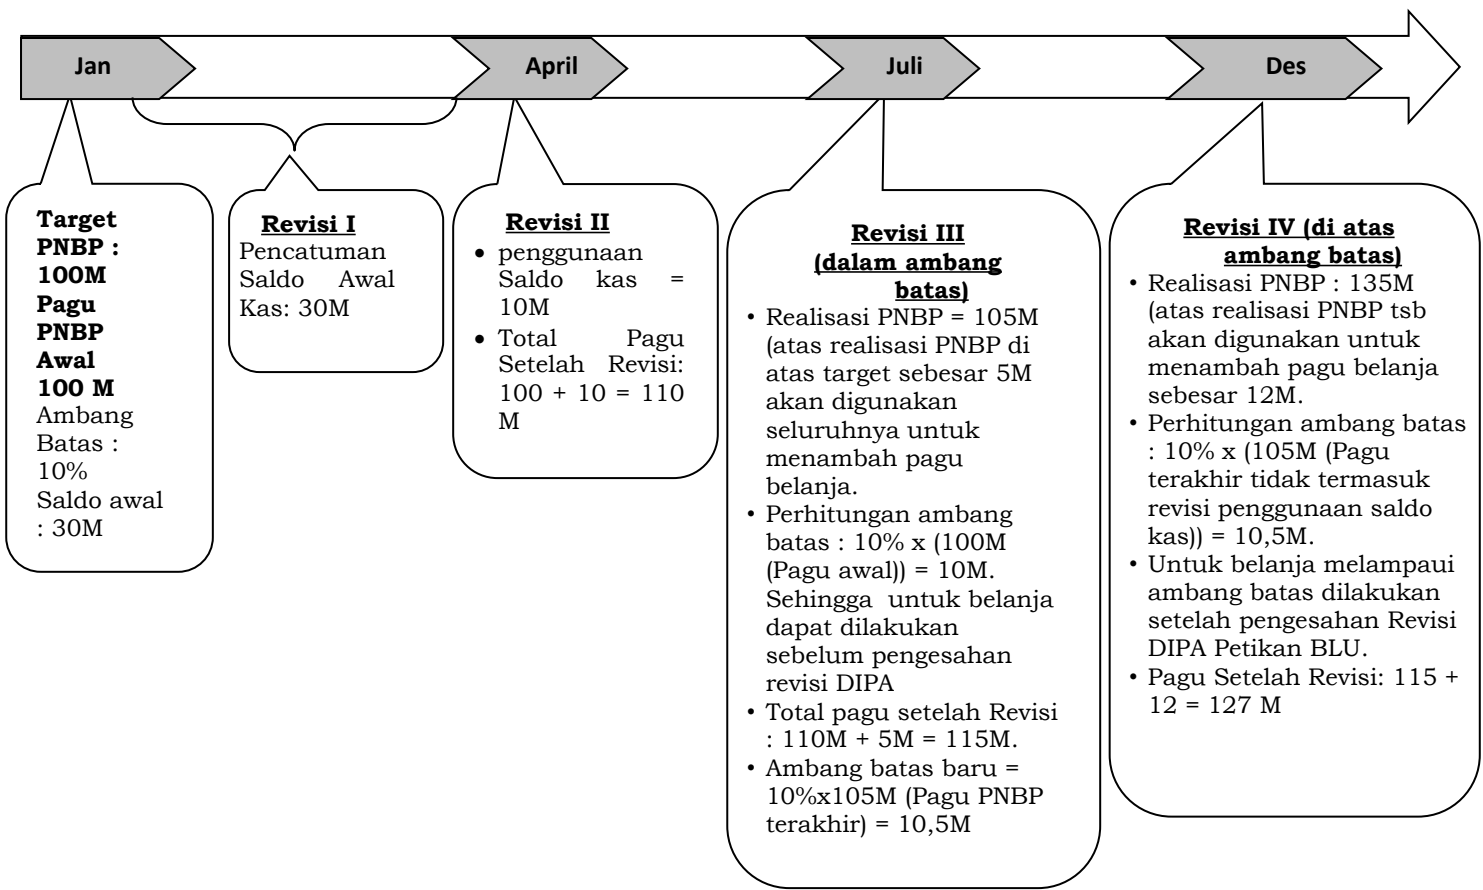 Jan
April
Juli
Des
Target
PNBP :
100M
Pagu
PNBP
Awal
100 M
Ambang
Batas :
10%
Saldo awal
: 30M
Revisi I
Pencatuman
Saldo Awal
Kas: 30M
Revisi II
• penggunaan
Saldo kas =
10M
• Total Pagu
Setelah Revisi:
100 + 10 = 110
M
Revisi III
(dalam ambang
batas)
• Realisasi PNBP = 105M
(atas realisasi PNBP di
atas target sebesar 5M
akan digunakan
seluruhnya untuk
menambah pagu
belanja.
• Perhitungan ambang
batas : 10% x (100M
(Pagu awal)) = 10M.
Sehingga untuk belanja
dapat dilakukan
sebelum pengesahan
revisi DIPA
• Total pagu setelah Revisi
: 110M + 5M = 115M.
• Ambang batas baru =
10%x105M (Pagu PNBP
terakhir) = 10,5M
Revisi IV (di atas
ambang batas)
• Realisasi PNBP : 135M
(atas realisasi PNBP tsb
akan digunakan untuk
menambah pagu belanja
sebesar 12M.
• Perhitungan ambang batas
: 10% x (105M (Pagu
terakhir tidak termasuk
revisi penggunaan saldo
kas)) = 10,5M.
• Untuk belanja melampaui
ambang batas dilakukan
setelah pengesahan Revisi
DIPA Petikan BLU.
• Pagu Setelah Revisi: 115 +
12 = 127 M